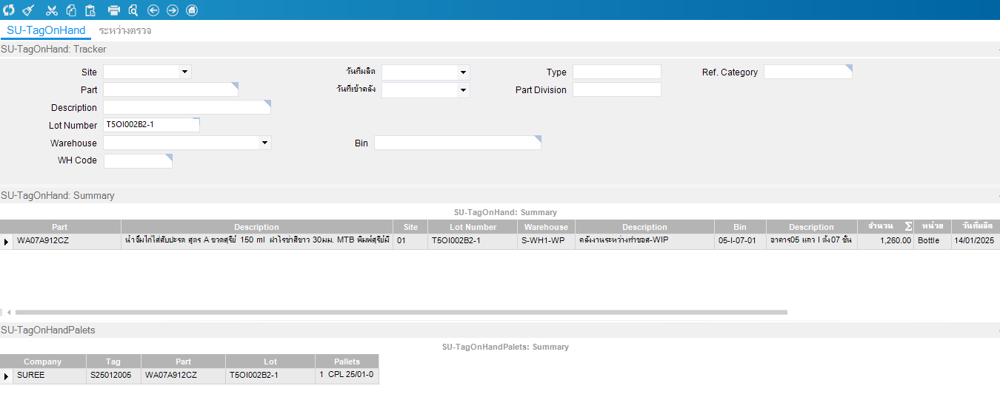 SU-TagOnHand ระหว่างตรวจ
SU-TagOnHand: Tracker
Site วันที่ผลิต Type Ref. Category
Part วันที่เข้าคลัง Part Division
Description
Lot Number T5OI002B2-1
Warehouse Bin
WH Code
SU-TagOnHand: Summary
SU-TagOnHand: Summary
Part Description Site Lot Number Warehouse Description Bin Description จำนวน Σ หน่วย วันที่ผลิต
WA07A912CZ น้ำจิ้มไก่ใส่สับปะรด สูตร A ขวดสุรีย์ 150 ml ฝาโรซ่าสีขาว 30มม. MTB พิมพ์สุรีย์มี 01 T5OI002B2-1 S-WH1-WP คลังงานระหว่างทำซอส-WIP 05-I-07-01 อาคาร05 แถว I ตั้ง07 ชั้น 1,260.00 Bottle 14/01/2025
SU-TagOnHandPalets
SU-TagOnHandPalets: Summary
Company Tag Part Lot Pallets
SUREE S25012005 WA07A912CZ T5OI002B2-1 1 CPL 25/01-0